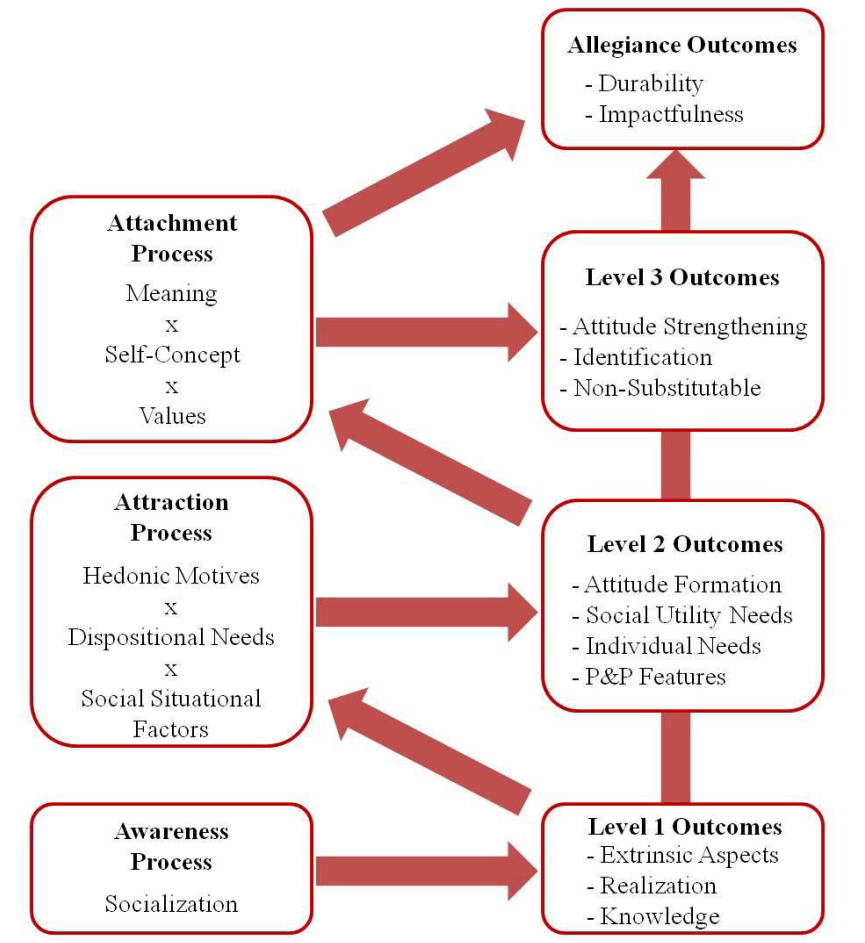 Allegiance Outcomes
- Durability
- Impactfulness
Attachment
Process
Meaning
x
Self-Concept
x
Values
Level 3 Outcomes
- Attitude Strengthening
- Identification
- Non-Substitutable
Attraction
Process
Hedonic Motives
x
Dispositional Needs
x
Social Situational
Factors
Level 2 Outcomes
- Attitude Formation
- Social Utility Needs
- Individual Needs
- P&P Features
Awareness
Process
Socialization
Level 1 Outcomes
- Extrinsic Aspects
- Realization
- Knowledge